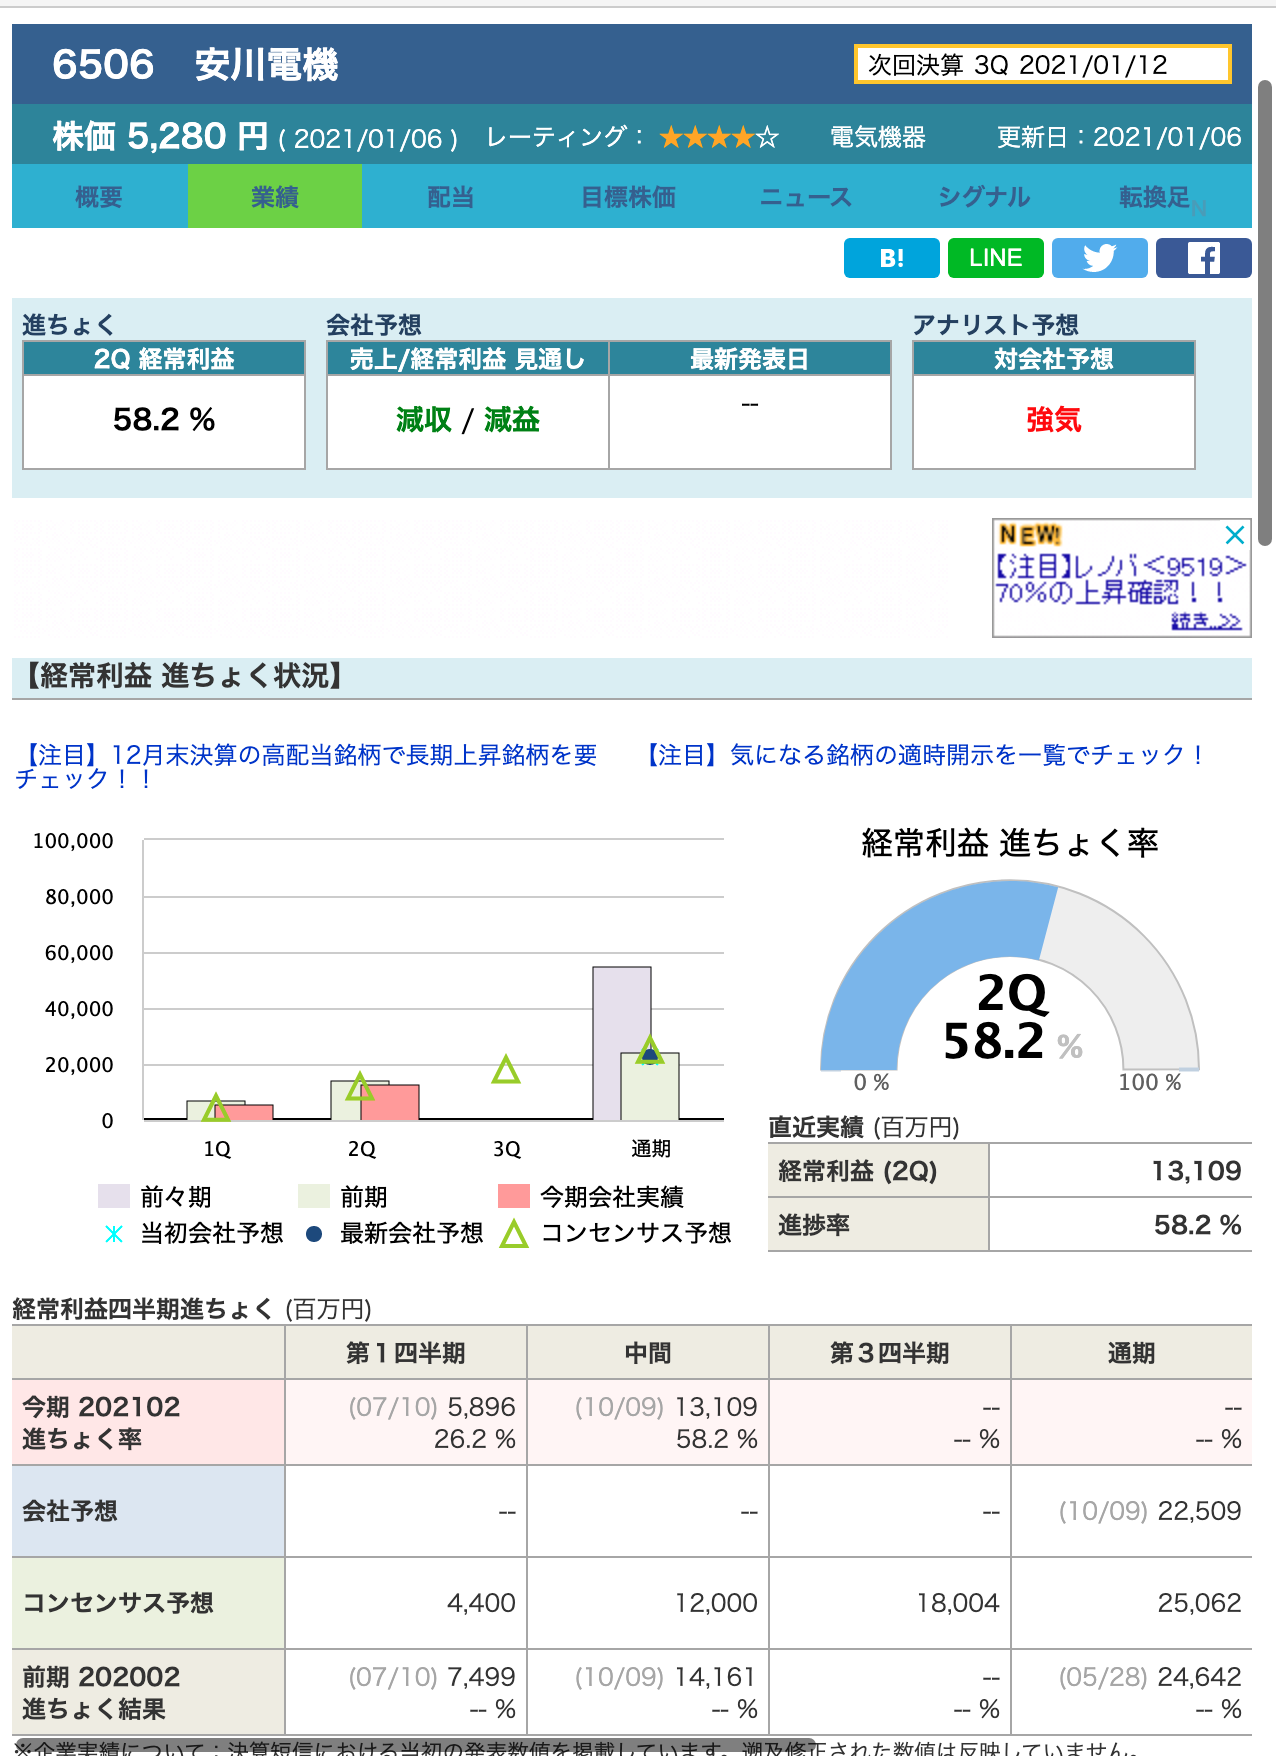 6506 安川電機
次回決算 3Q 2021/01/12
株価 5,280 円 ( 2021/01/06 ) レーティング： ★★★★☆ 電気機器 更新日：2021/01/06
概要 業績 配当 目標株価 ニュース シグナル 転換足 N
B! LINE
進ちょく 会社予想 アナリスト予想
2Q 経常利益 売上/経常利益 見通し 最新発表日 対会社予想
58.2 % 減収 / 減益 -- 強気
NEW!
【注目】レノバ<9519>
70%の上昇確認！！
続き..>>
【経常利益 進ちょく状況】
【注目】12月末決算の高配当銘柄で長期上昇銘柄を要
チェック！！
【注目】気になる銘柄の適時開示を一覧でチェック！
100,000
80,000
60,000
40,000
20,000
0
1Q 2Q 3Q 通期
前々期 前期 今期会社実績
当初会社予想 最新会社予想 コンセンサス予想
経常利益 進ちょく率
2Q
58.2 %
0 % 100 %
直近実績 (百万円)
経常利益 (2Q) 13,109
進捗率 58.2 %
経常利益四半期進ちょく (百万円)
第１四半期 中間 第３四半期 通期
今期 202102 (07/10) 5,896 (10/09) 13,109 -- --
進ちょく率 26.2 % 58.2 % -- % -- %
会社予想 -- -- -- (10/09) 22,509
コンセンサス予想 4,400 12,000 18,004 25,062
前期 202002 (07/10) 7,499 (10/09) 14,161 -- (05/28) 24,642
進ちょく結果 -- % -- % -- % -- %
※企業実績について：決算短信における当初の発表数値を掲載しています。遡及修正された数値は反映していません。